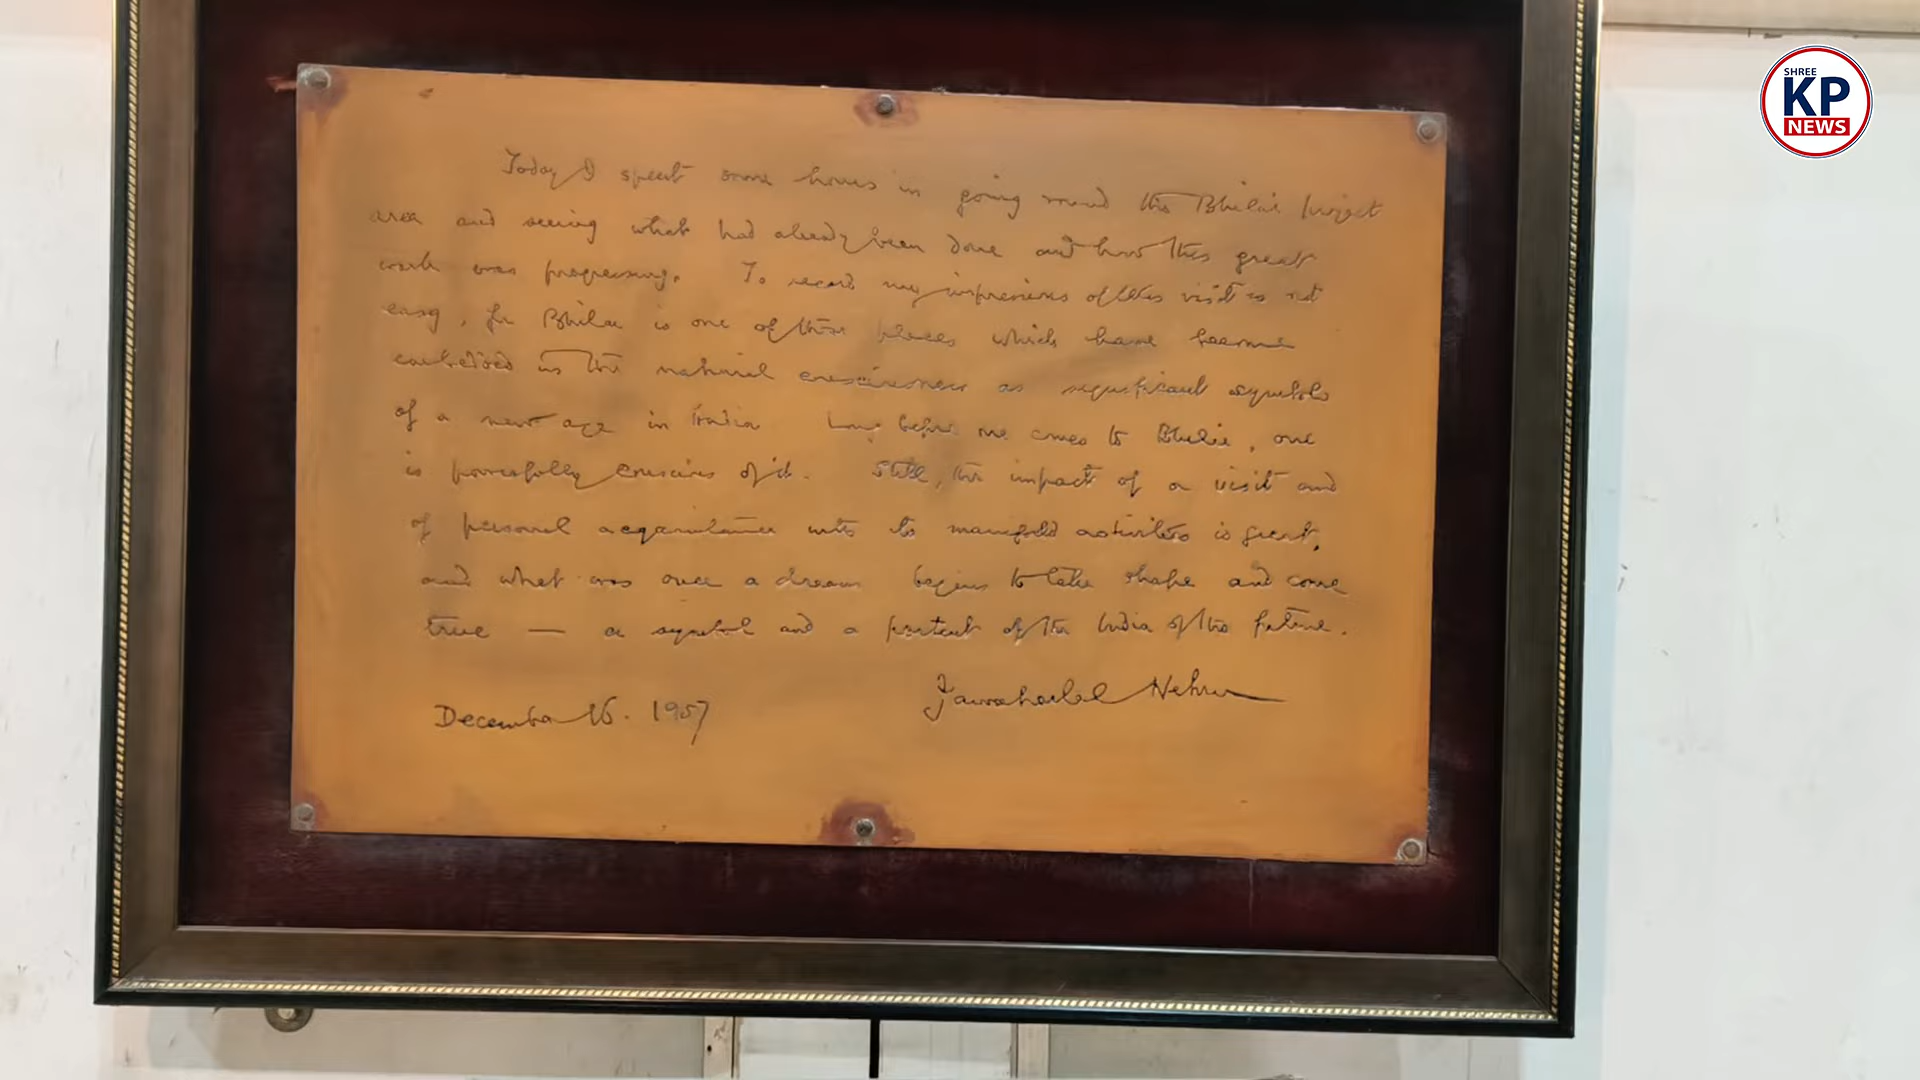 Today I spent some hours in going round the Bhilai Project
area and seeing what had already been done and how this great
work was progressing. To record my impressions of this visit is not
easy, for Bhilai is one of those places which have become
embedded in the national consciousness as significant symbols
of a new age in India. Long before one comes to Bhilai, one
is powerfully conscious of it. Still, the impact of a visit and
of personal acquaintance with its manifold activities is great,
and what was once a dream begins to take shape and come
true — a symbol and a portent of the India of the future.
Jawaharlal Nehru
December 16. 1957
SHREE
KP
NEWS